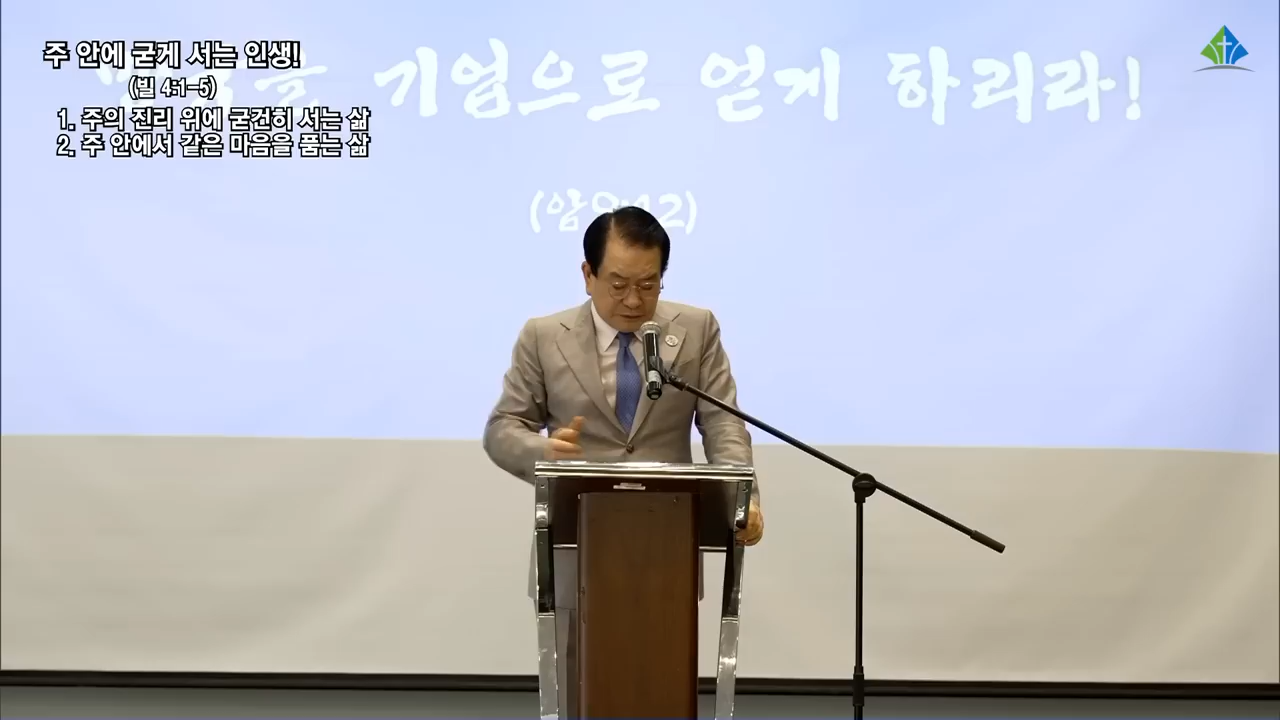 주 안에 굳게 서는 인생!
(빌 4:1-5)
1. 주의 진리 위에 굳건히 서는 삶
2. 주 안에서 같은 마음을 품는 삶
기업으로 얻게 하리라!